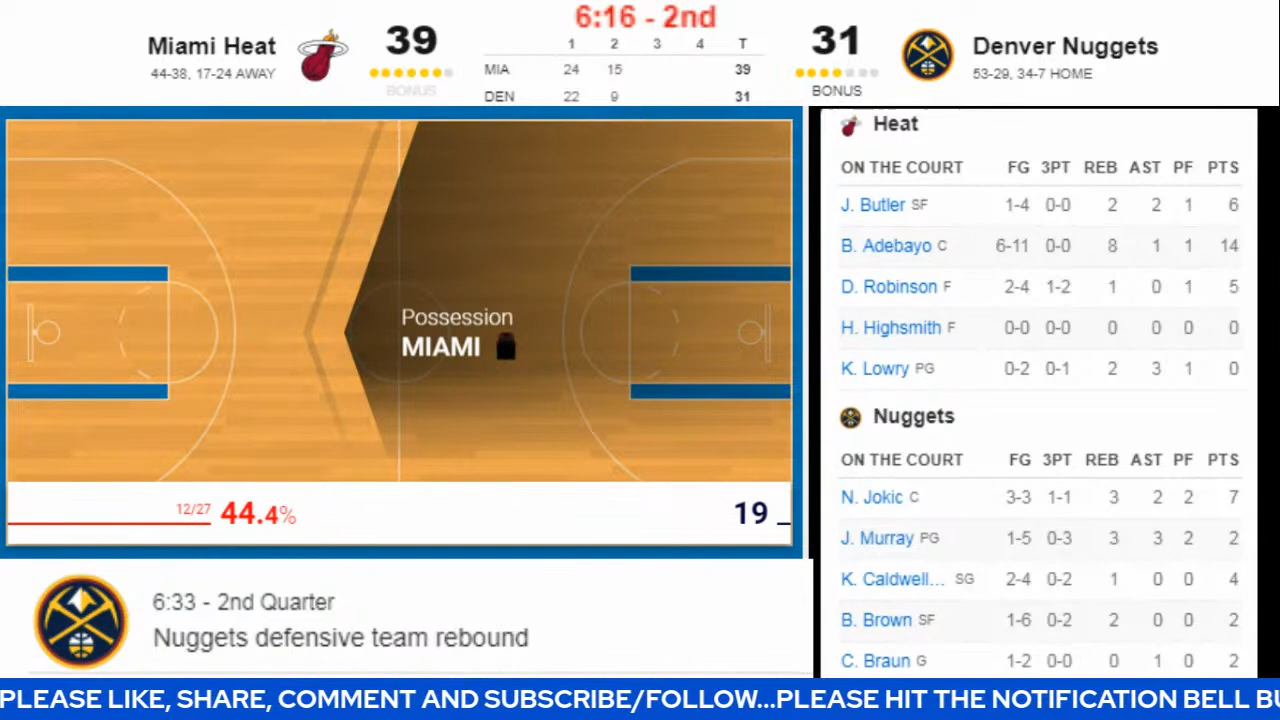 6:16 - 2nd
Miami Heat
44-38, 17-24 AWAY
39
BONUS
1 2 3 4 T
MIA 24 15 39
DEN 22 9 31
31
BONUS
Denver Nuggets
53-29, 34-7 HOME
Possession
MIAMI
12/27 44.4%
19
6:33 - 2nd Quarter
Nuggets defensive team rebound
Heat
ON THE COURT FG 3PT REB AST PF PTS
J. Butler SF 1-4 0-0 2 2 1 6
B. Adebayo C 6-11 0-0 8 1 1 14
D. Robinson F 2-4 1-2 1 0 1 5
H. Highsmith F 0-0 0-0 0 0 0 0
K. Lowry PG 0-2 0-1 2 3 1 0
Nuggets
ON THE COURT FG 3PT REB AST PF PTS
N. Jokic C 3-3 1-1 3 2 2 7
J. Murray PG 1-5 0-3 3 3 2 2
K. Caldwell... SG 2-4 0-2 1 0 0 4
B. Brown SF 1-6 0-2 2 0 0 2
C. Braun G 1-2 0-0 0 1 0 2
PLEASE LIKE, SHARE, COMMENT AND SUBSCRIBE/FOLLOW...PLEASE HIT THE NOTIFICATION BELL BU